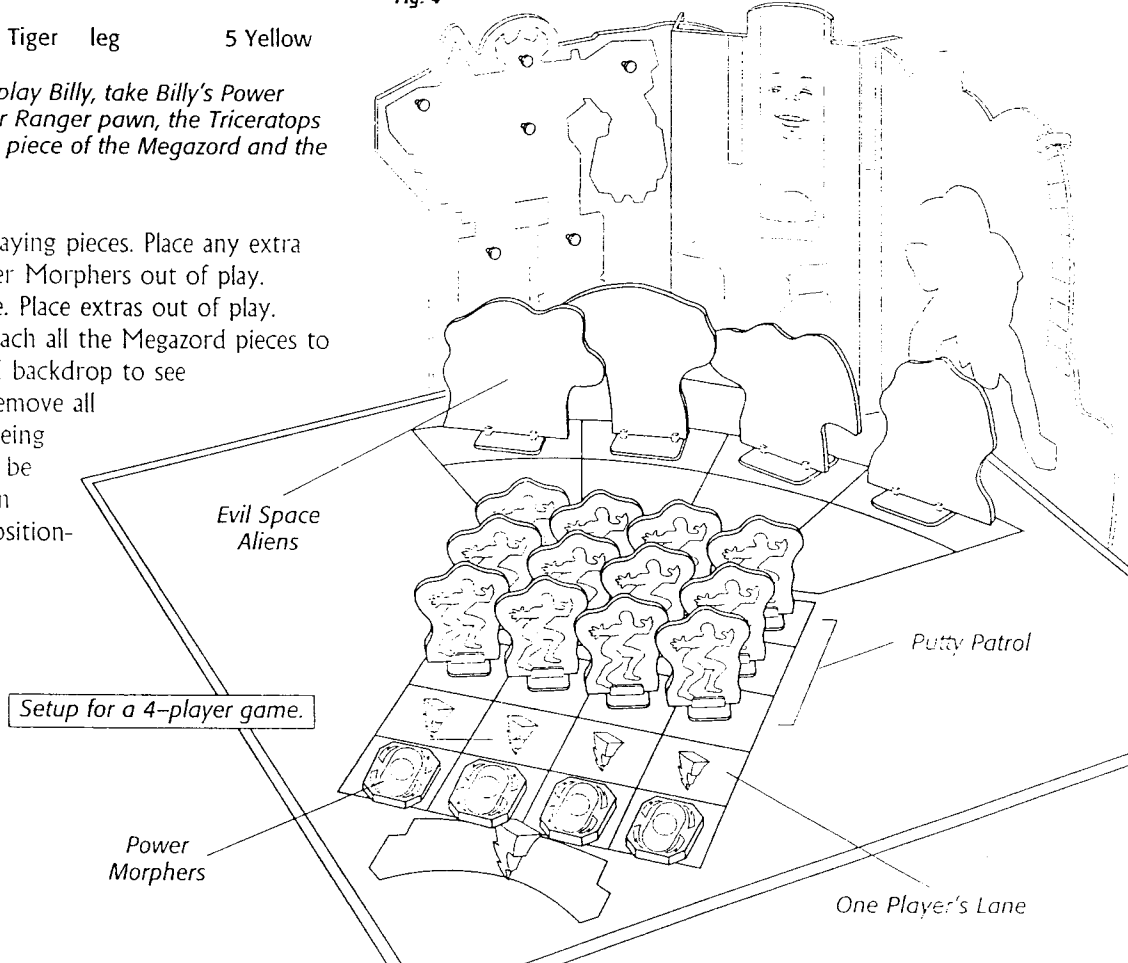 Fig. 4
Tiger leg 5 Yellow
play Billy, take Billy's Power
r Ranger pawn, the Triceratops
piece of the Megazord and the
aying pieces. Place any extra
er Morphers out of play.
e. Place extras out of play.
ach all the Megazord pieces to
backdrop to see
emove all
eing
be
n
osition-
Evil Space
Aliens
Putty Patrol
Setup for a 4-player game.
Power
Morphers
One Player's Lane